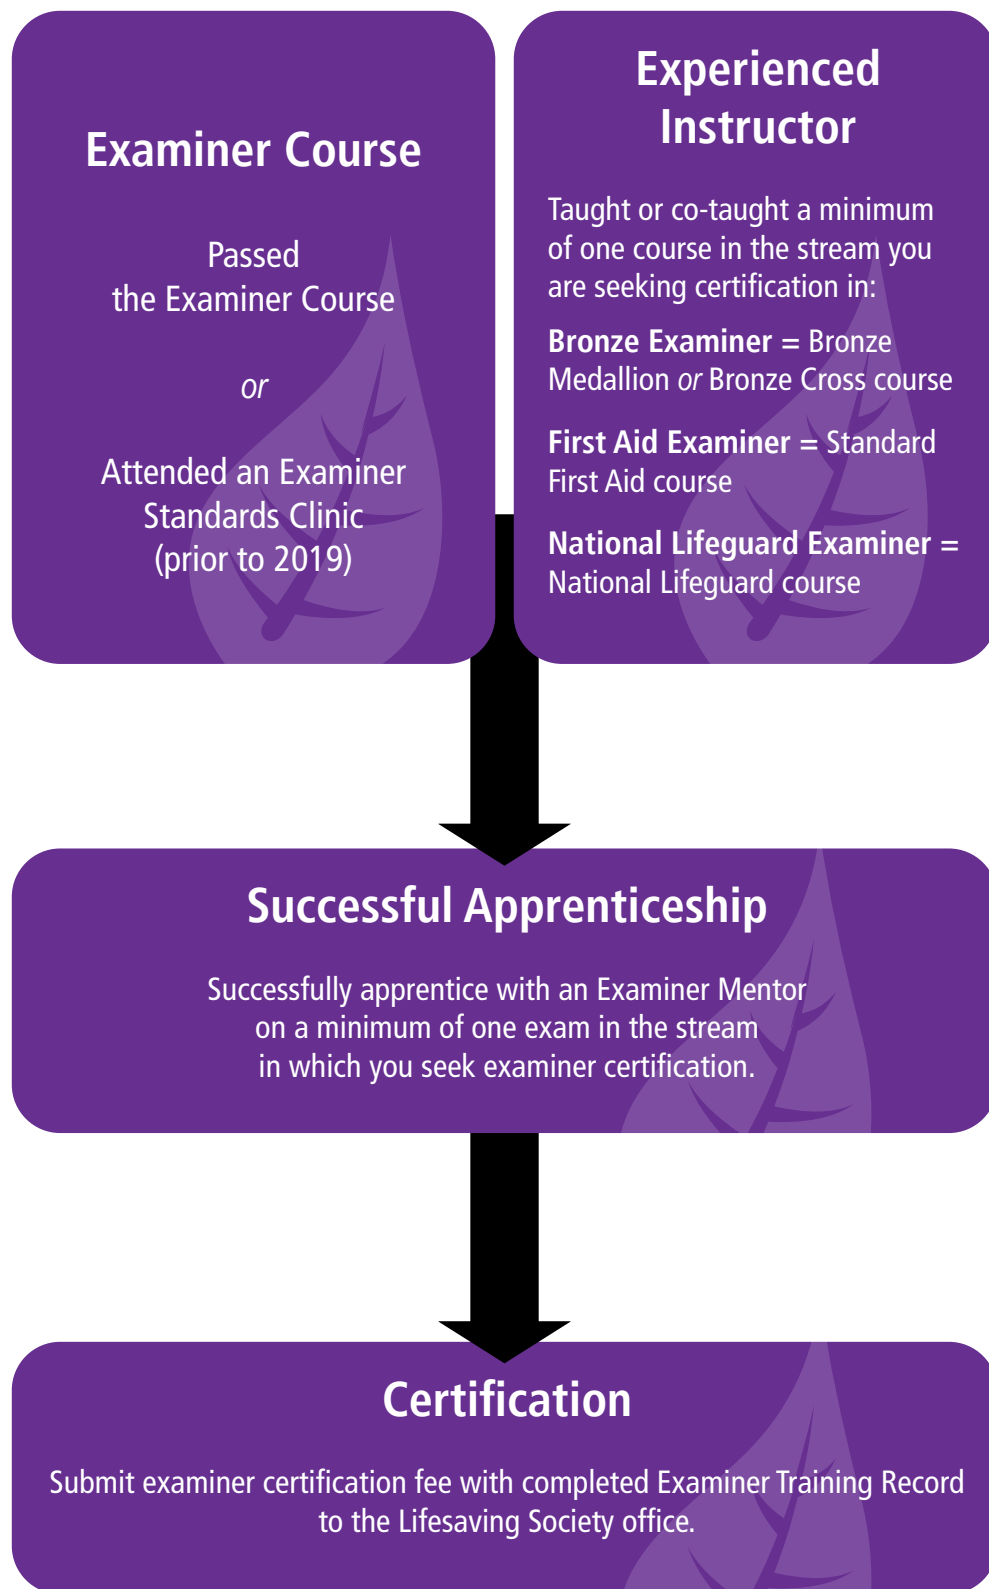 Examiner Course
Passed
the Examiner Course
or
Attended an Examiner
Standards Clinic
(prior to 2019)
Experienced
Instructor
Taught or co-taught a minimum
of one course in the stream you
are seeking certification in:
Bronze Examiner = Bronze
Medallion or Bronze Cross course
First Aid Examiner = Standard
First Aid course
National Lifeguard Examiner =
National Lifeguard course
Successful Apprenticeship
Successfully apprentice with an Examiner Mentor
on a minimum of one exam in the stream
in which you seek examiner certification.
Certification
Submit examiner certification fee with completed Examiner Training Record
to the Lifesaving Society office.